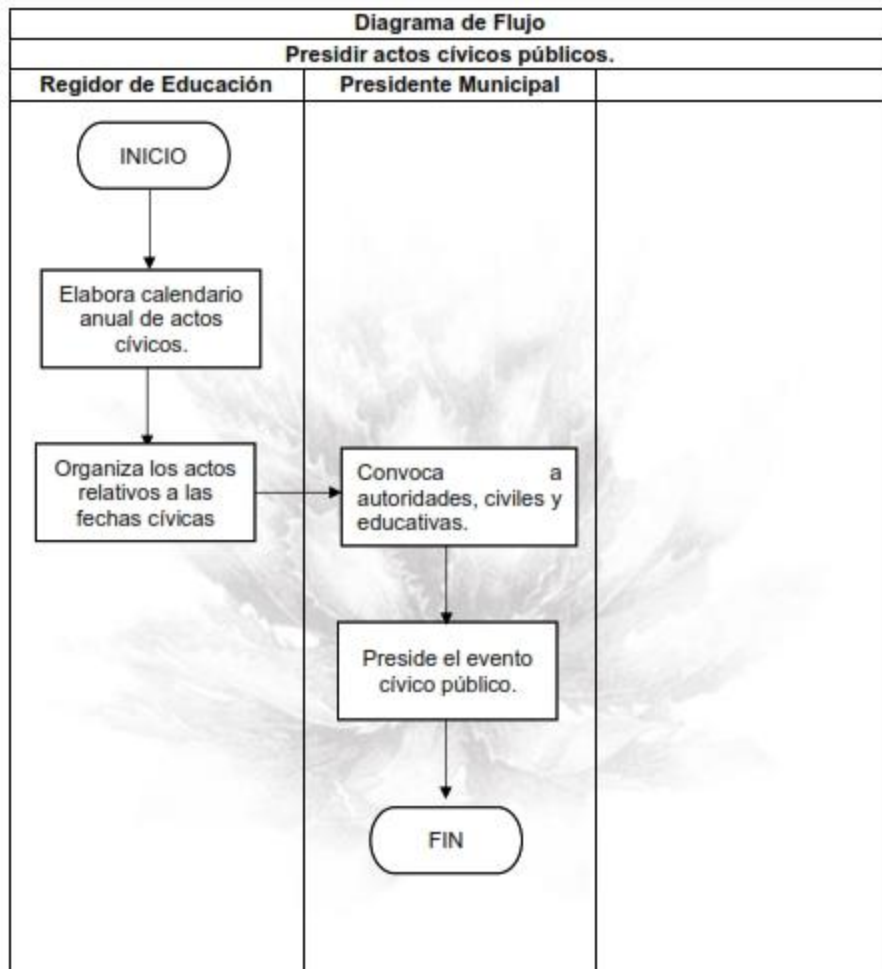 Diagrama de Flujo
Presidir actos cívicos públicos.
Regidor de Educación
Presidente Municipal
INICIO
Elabora calendario
anual de actos
cívicos.
Organiza los actos
relativos a las
fechas cívicas
Convoca a
autoridades, civiles y
educativas.
Preside el evento
cívico público.
FIN